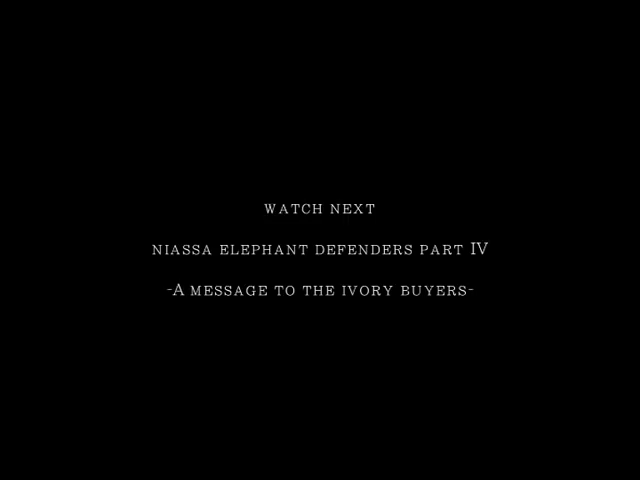 WATCH NEXT
NIASSA ELEPHANT DEFENDERS PART IV
-A MESSAGE TO THE IVORY BUYERS-